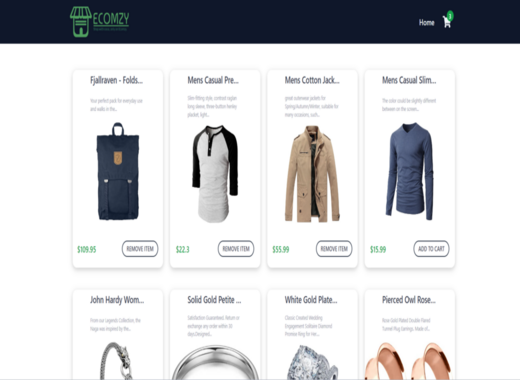 ECOMZY
Home
Fjallraven - Folds...
Your perfect pack for everyday use
and walks in the...
$109.95
REMOVE ITEM
Mens Casual Pre...
Slim-fitting style, contrast raglan
long sleeve, three-button henley
placket, light...
$22.3
REMOVE ITEM
Mens Cotton Jack...
great outerwear jackets for
Spring/Autumn/Winter, suitable for
many occasions, such...
$55.99
REMOVE ITEM
Mens Casual Slim...
The color could be slightly different
between on the screen...
$15.99
ADD TO CART
John Hardy Wom...
From our Legends Collection, the
Naga was inspired by the...
Solid Gold Petite ...
Satisfaction Guaranteed. Return or
exchange any order within 30
days.Designed...
White Gold Plate...
Classic Created Wedding
Engagement Solitaire Diamond
Promise Ring for Her...
Pierced Owl Rose...
Rose Gold Plated Double Flared
Tunnel Plug Earrings. Made of...